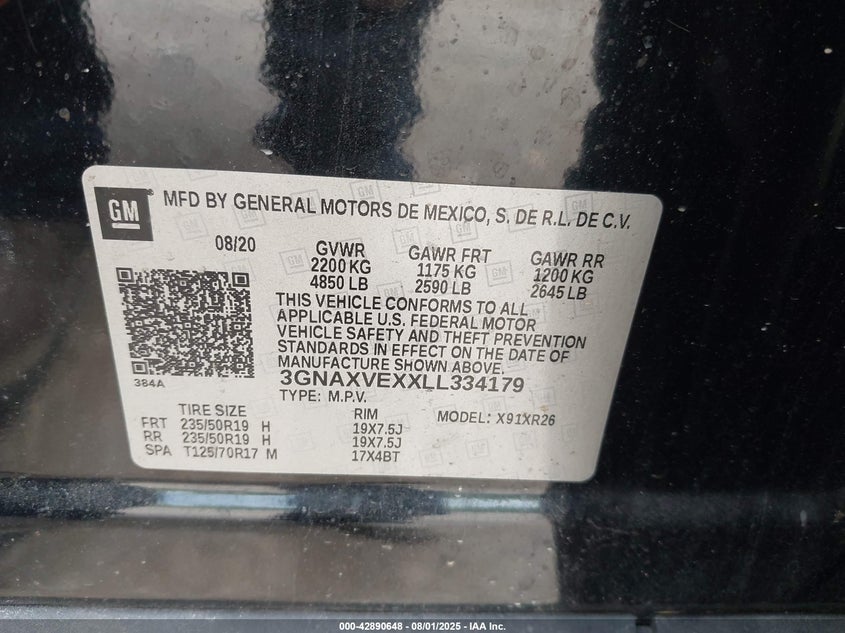 GM
MFD BY GENERAL MOTORS DE MEXICO, S. DE R.L. DE C.V.
08/20 GVWR GAWR FRT GAWR RR
2200 KG 1175 KG 1200 KG
4850 LB 2590 LB 2645 LB
THIS VEHICLE CONFORMS TO ALL
APPLICABLE U.S. FEDERAL MOTOR
VEHICLE SAFETY AND THEFT PREVENTION
STANDARDS IN EFFECT ON THE DATE OF
MANUFACTURE SHOWN ABOVE.
384A
3GNAXVEXXLL334179
TYPE: M.P.V.
TIRE SIZE RIM MODEL: X91XR26
FRT 235/50R19 H 19X7.5J
RR 235/50R19 H 19X7.5J
SPA T125/70R17 M 17X4BT
000-42890648 - 08/01/2025 - IAA Inc.